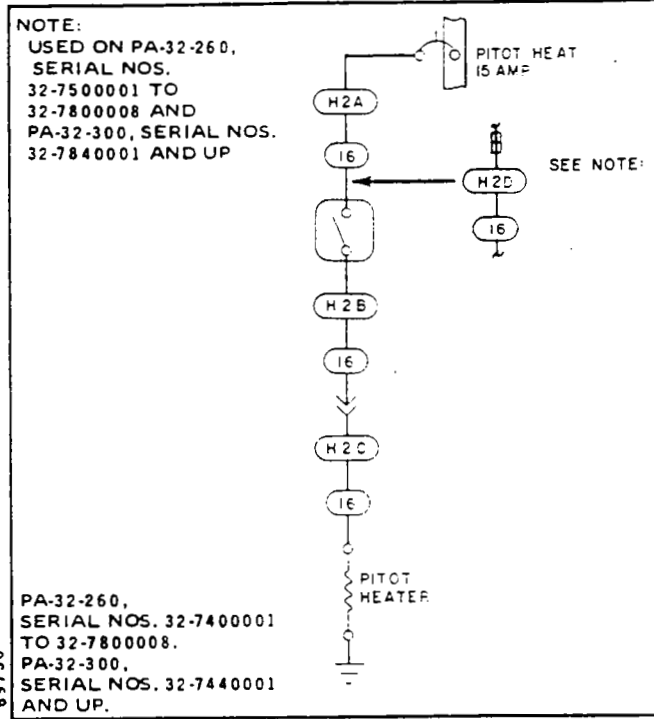 NOTE:
USED ON PA-32-260,
SERIAL NOS.
32-7500001 TO
32-7800008 AND
PA-32-300, SERIAL NOS.
32-7840001 AND UP
PITOT HEAT
15 AMP
H2A
16
H2D
SEE NOTE:
16
H2B
16
H2C
16
PITOT
HEATER
PA-32-260,
SERIAL NOS. 32-7400001
TO 32-7800008.
PA-32-300,
SERIAL NOS. 32-7440001
AND UP.